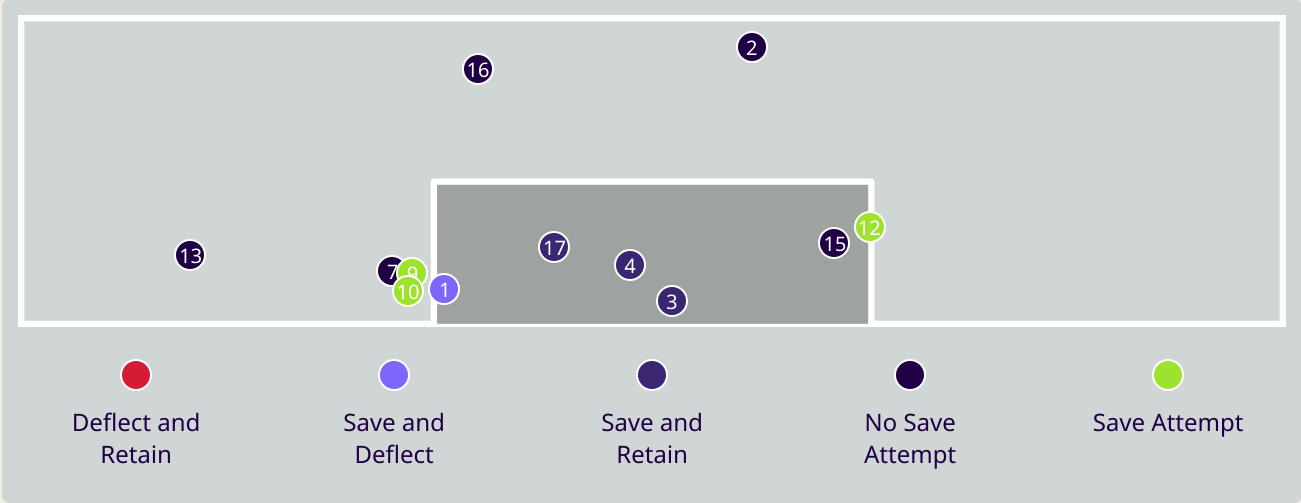 2
16
12
15
17
13
4
7
9
10
1
3
Deflect and
Retain
Save and
Deflect
Save and
Retain
No Save
Attempt
Save Attempt